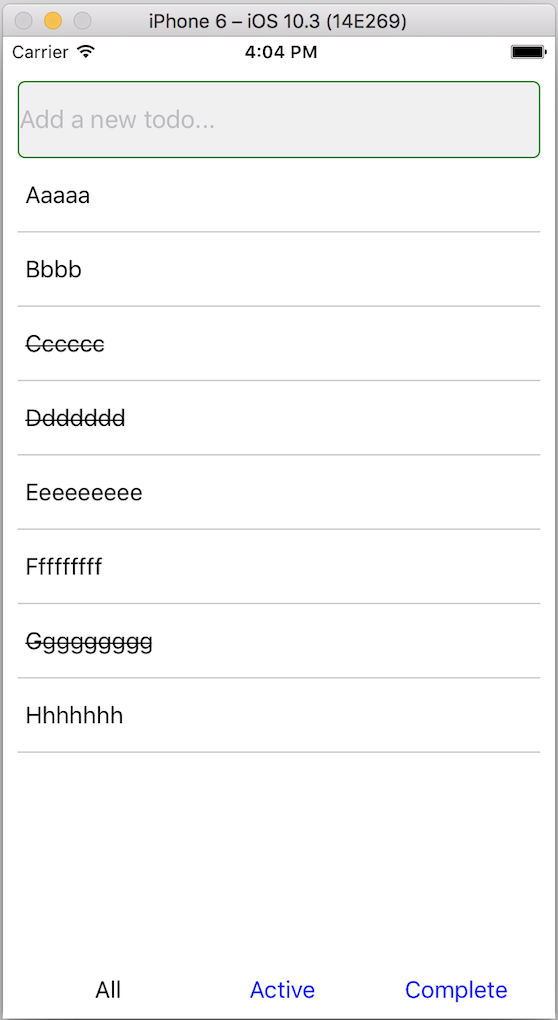 iPhone 6 – iOS 10.3 (14E269)
Carrier 4:04 PM
Add a new todo...
Aaaaa
Bbbb
Cccccc
Ddddddd
Eeeeeeeee
Fffffffff
Ggggggggg
Hhhhhhh
All Active Complete